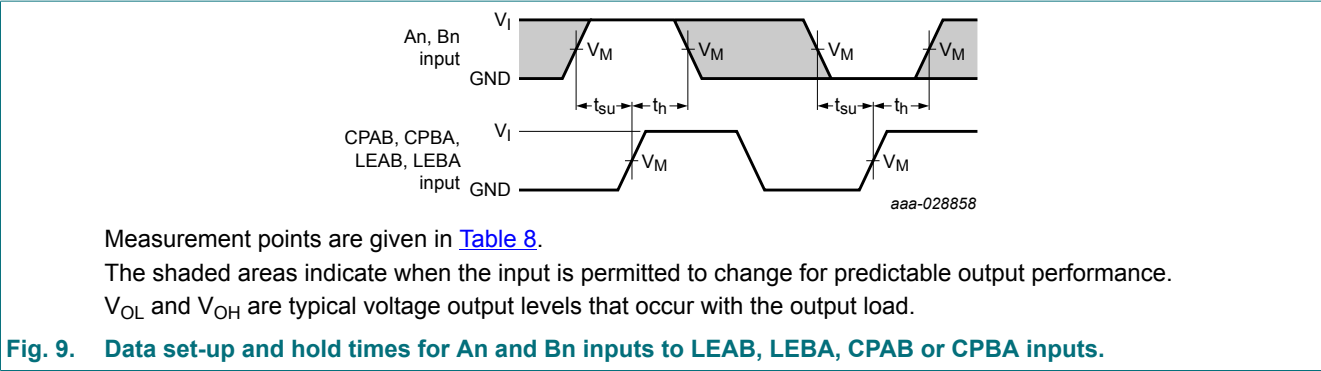 V_I
An, Bn
input
V_M V_M V_M V_M
GND
t_su t_h t_su t_h
V_I
CPAB, CPBA,
LEAB, LEBA
input
V_M V_M
GND
aaa-028858
Measurement points are given in Table 8.
The shaded areas indicate when the input is permitted to change for predictable output performance.
V_OL and V_OH are typical voltage output levels that occur with the output load.
Fig. 9. Data set-up and hold times for An and Bn inputs to LEAB, LEBA, CPAB or CPBA inputs.